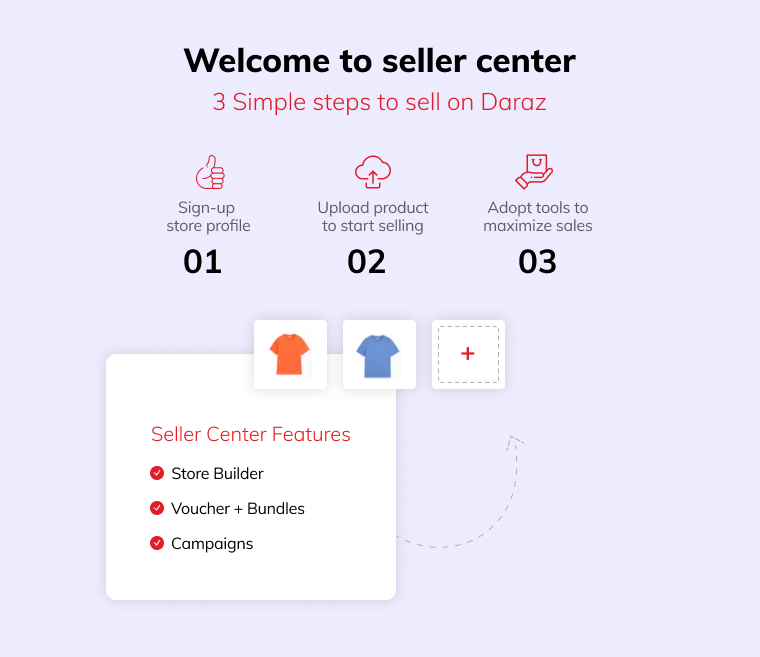 Welcome to seller center
3 Simple steps to sell on Daraz
Sign-up
store profile
01
Upload product
to start selling
02
Adopt tools to
maximize sales
03
+
Seller Center Features
Store Builder
Voucher + Bundles
Campaigns